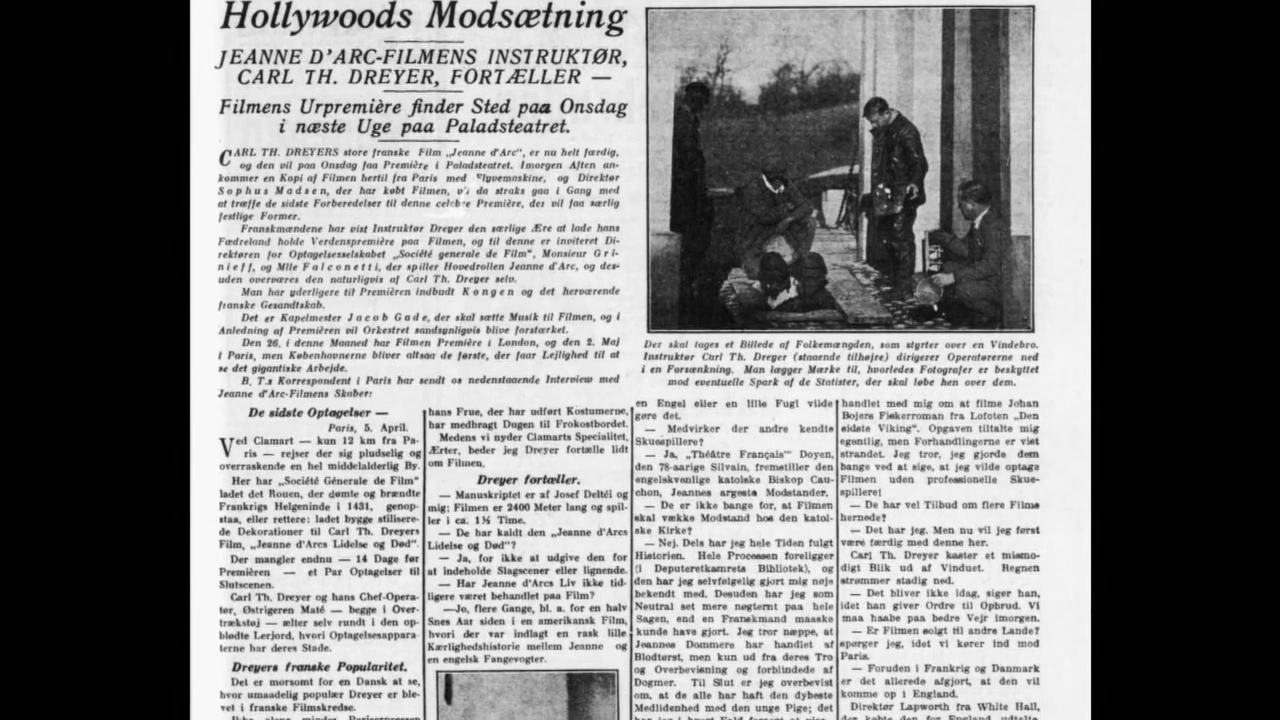 Hollywoods Modsætning
JEANNE D'ARC-FILMENS INSTRUKTØR,
CARL TH. DREYER, FORTÆLLER —
Filmens Urpremière finder Sted paa Onsdag
i næste Uge paa Paladsteatret.
CARL TH. DREYERS store franske Film „Jeanne d'Arc", er nu helt færdig,
og den vil paa Onsdag faa Première i Paladsteatret. Imorgen Aften an-
kommer en Kopi af Filmen hertil fra Paris med Flyvemaskine, og Direktør
Sophus Madsen, der har købt Filmen, vil da straks gaa i Gang med
at træffe de sidste Forberedelser til denne celebre Première, der vil faa særlig
festlige Former.
Franskmændene har vist Instruktør Dreyer den særlige Ære at lade hans
Fædreland holde Verdenspremière paa Filmen, og til denne er inviteret Di-
rektøren for Optagelsesselskabet „Société generale de Film", Monsieur Gri-
nieff, og Mlle Falconetti, der spiller Hovedrollen Jeanne d'Arc, og des-
uden overværes den naturligvis af Carl Th. Dreyer selv.
Man har yderligere til Premièren indbudt Kongen og det herværende
franske Gesandtskab.
Det er Kapelmester Jacob Gade, der skal sætte Musik til Filmen, og i
Anledning af Premièren vil Orkestret sandsynligvis blive forstærket.
Den 26. i denne Maaned har Filmen Première i London, og den 2. Maj
i Paris, men Københavnerne bliver altsaa de første, der faar Lejlighed til at
se det gigantiske Arbejde.
B. T.s Korrespondent i Paris har sendt os nedenstaaende Interview med
Jeanne d'Arc-Filmens Skaber:
Der skal tages et Billede af Folkemængden, som styrter over en Vindebro.
Instruktør Carl Th. Dreyer (staaende tilhøjre) dirigerer Operatørerne ned
i en Forsænkning. Man lægger Mærke til, hvorledes Fotografer er beskyttet
mod eventuelle Spark af de Statister, der skal løbe hen over dem.
De sidste Optagelser —
Paris, 5. April.
Ved Clamart — kun 12 km fra Pa-
ris — rejser der sig pludselig og
overraskende en hel middelalderlig By.
Her har „Société Génerale de Film"
ladet det Rouen, der dømte og brændte
Frankrigs Helgeninde i 1431, genop-
staa, eller rettere: ladet bygge stilisere-
de Dekorationer til Carl Th. Dreyers
Film, „Jeanne d'Arcs Lidelse og Død".
Der mangler endnu — 14 Dage før
Premièren — et Par Optagelser til
Slutscenen.
Carl Th. Dreyer og hans Chef-Opera-
tør, Østrigeren Maté — begge i Over-
trækstøj — ælter selv rundt i den op-
blødte Lerjord, hvori Optagelsesappara-
terne har deres Stade.
Dreyers franske Popularitet.
Det er morsomt for en Dansk at se,
hvor umaadelig populær Dreyer er ble-
vet i franske Filmskredse.
hans Frue, der har udført Kostumerne,
har medbragt Dugen til Frokostbordet.
Medens vi nyder Clamarts Specialitet,
Ærter, beder jeg Dreyer fortælle lidt
om Filmen.
Dreyer fortæller.
— Manuskriptet er af Josef Deltéi og
mig; Filmen er 2400 Meter lang og spil-
ler i ca. 1½ Time.
— De har kaldt den „Jeanne d'Arcs
Lidelse og Død"?
— Ja, for ikke at udgive den for
at indeholde Slagscener eller lignende.
— Har Jeanne d'Arcs Liv ikke tid-
ligere været behandlet paa Film?
—Jo, flere Gange, bl. a. for en halv
Snes Aar siden i en amerikansk Film,
hvori der var indlagt en rask lille
Kærlighedshistorie mellem Jeanne og
en engelsk Fangevogter.
en Engel eller en lille Fugl vilde
gøre det.
— Medvirker der andre kendte
Skuespillere?
— Ja, „Théâtre Français"' Doyen,
den 78-aarige Silvain, fremstiller den
engelskvenlige katolske Biskop Cau-
chon, Jeannes argeste Modstander.
— De er ikke bange for, at Filmen
skal vække Modstand hos den katol-
ske Kirke?
— Nej. Dels har jeg hele Tiden fulgt
Historien. Hele Processen foreligger
(i Deputeretkamrets Bibliotek), og
den har jeg selvfølgelig gjort mig nøje
bekendt med. Desuden har jeg som
Neutral set mere nøgternt paa hele
Sagen, end en Franskmand maaske
kunde have gjort. Jeg tror næppe, at
Jeannes Dommere har handlet af
Blodtørst, men kun ud fra deres Tro
og Overbevisning og forblindede af
Dogmer. Til Slut er jeg overbevist
om, at de alle har haft den dybeste
Medlidenhed med den unge Pige; det
handlet med mig om at filme Johan
Bojers Fiskerroman fra Lofoten „Den
sidste Viking". Opgaven tiltalte mig
egentlig, men Forhandlingerne er vist
strandet. Jeg tror, jeg gjorde dem
bange ved at sige, at jeg vilde optage
Filmen uden professionelle Skue-
spillere!
— De har vel Tilbud om flere Films
hernede?
— Det har jeg. Men nu vil jeg først
være færdig med denne her.
Carl Th. Dreyer kaster et mismo-
digt Blik ud af Vinduet. Regnen
strømmer stadig ned.
— Det bliver ikke idag, siger han,
idet han giver Ordre til Opbrud. Vi
maa haabe paa bedre Vejr imorgen.
— Er Filmen solgt til andre Lande?
spørger jeg, idet vi kører ind mod
Paris.
— Foruden i Frankrig og Danmark
er det allerede afgjort, at den vil
komme op i England.
Direktør Lapworth fra White Hall,